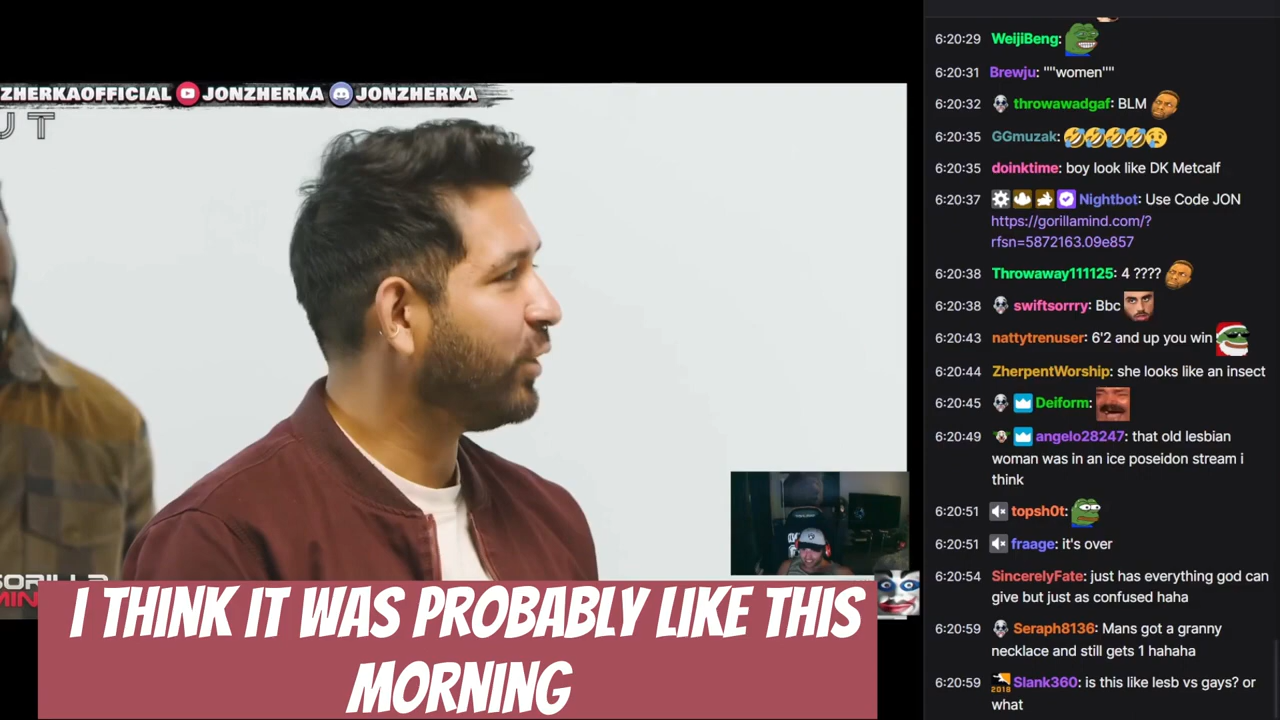 ZHERKAOFFICIAL JONZHERKA JONZHERKA
UT
I THINK IT WAS PROBABLY LIKE THIS
MORNING
6:20:29 WeijiBeng:
6:20:31 Brewju: ""women""
6:20:32 throwawadgaf: BLM
6:20:35 GGmuzak:
6:20:35 doinktime: boy look like DK Metcalf
6:20:37 Nightbot: Use Code JON
https://gorillamind.com/?
rfsn=5872163.09e857
6:20:38 Throwaway111125: 4 ????
6:20:38 swiftsorrry: Bbc
6:20:43 nattytrenuser: 6'2 and up you win
6:20:44 ZherpentWorship: she looks like an insect
6:20:45 Deiform:
6:20:49 angelo28247: that old lesbian
woman was in an ice poseidon stream i
think
6:20:51 topsh0t:
6:20:51 fraage: it's over
6:20:54 SincerelyFate: just has everything god can
give but just as confused haha
6:20:59 Seraph8136: Mans got a granny
necklace and still gets 1 hahaha
6:20:59 2018 Slank360: is this like lesb vs gays? or
what